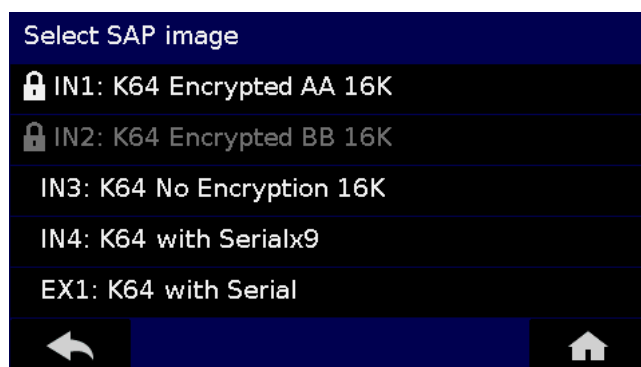 Select SAP image
IN1: K64 Encrypted AA 16K
IN2: K64 Encrypted BB 16K
IN3: K64 No Encryption 16K
IN4: K64 with Serialx9
EX1: K64 with Serial